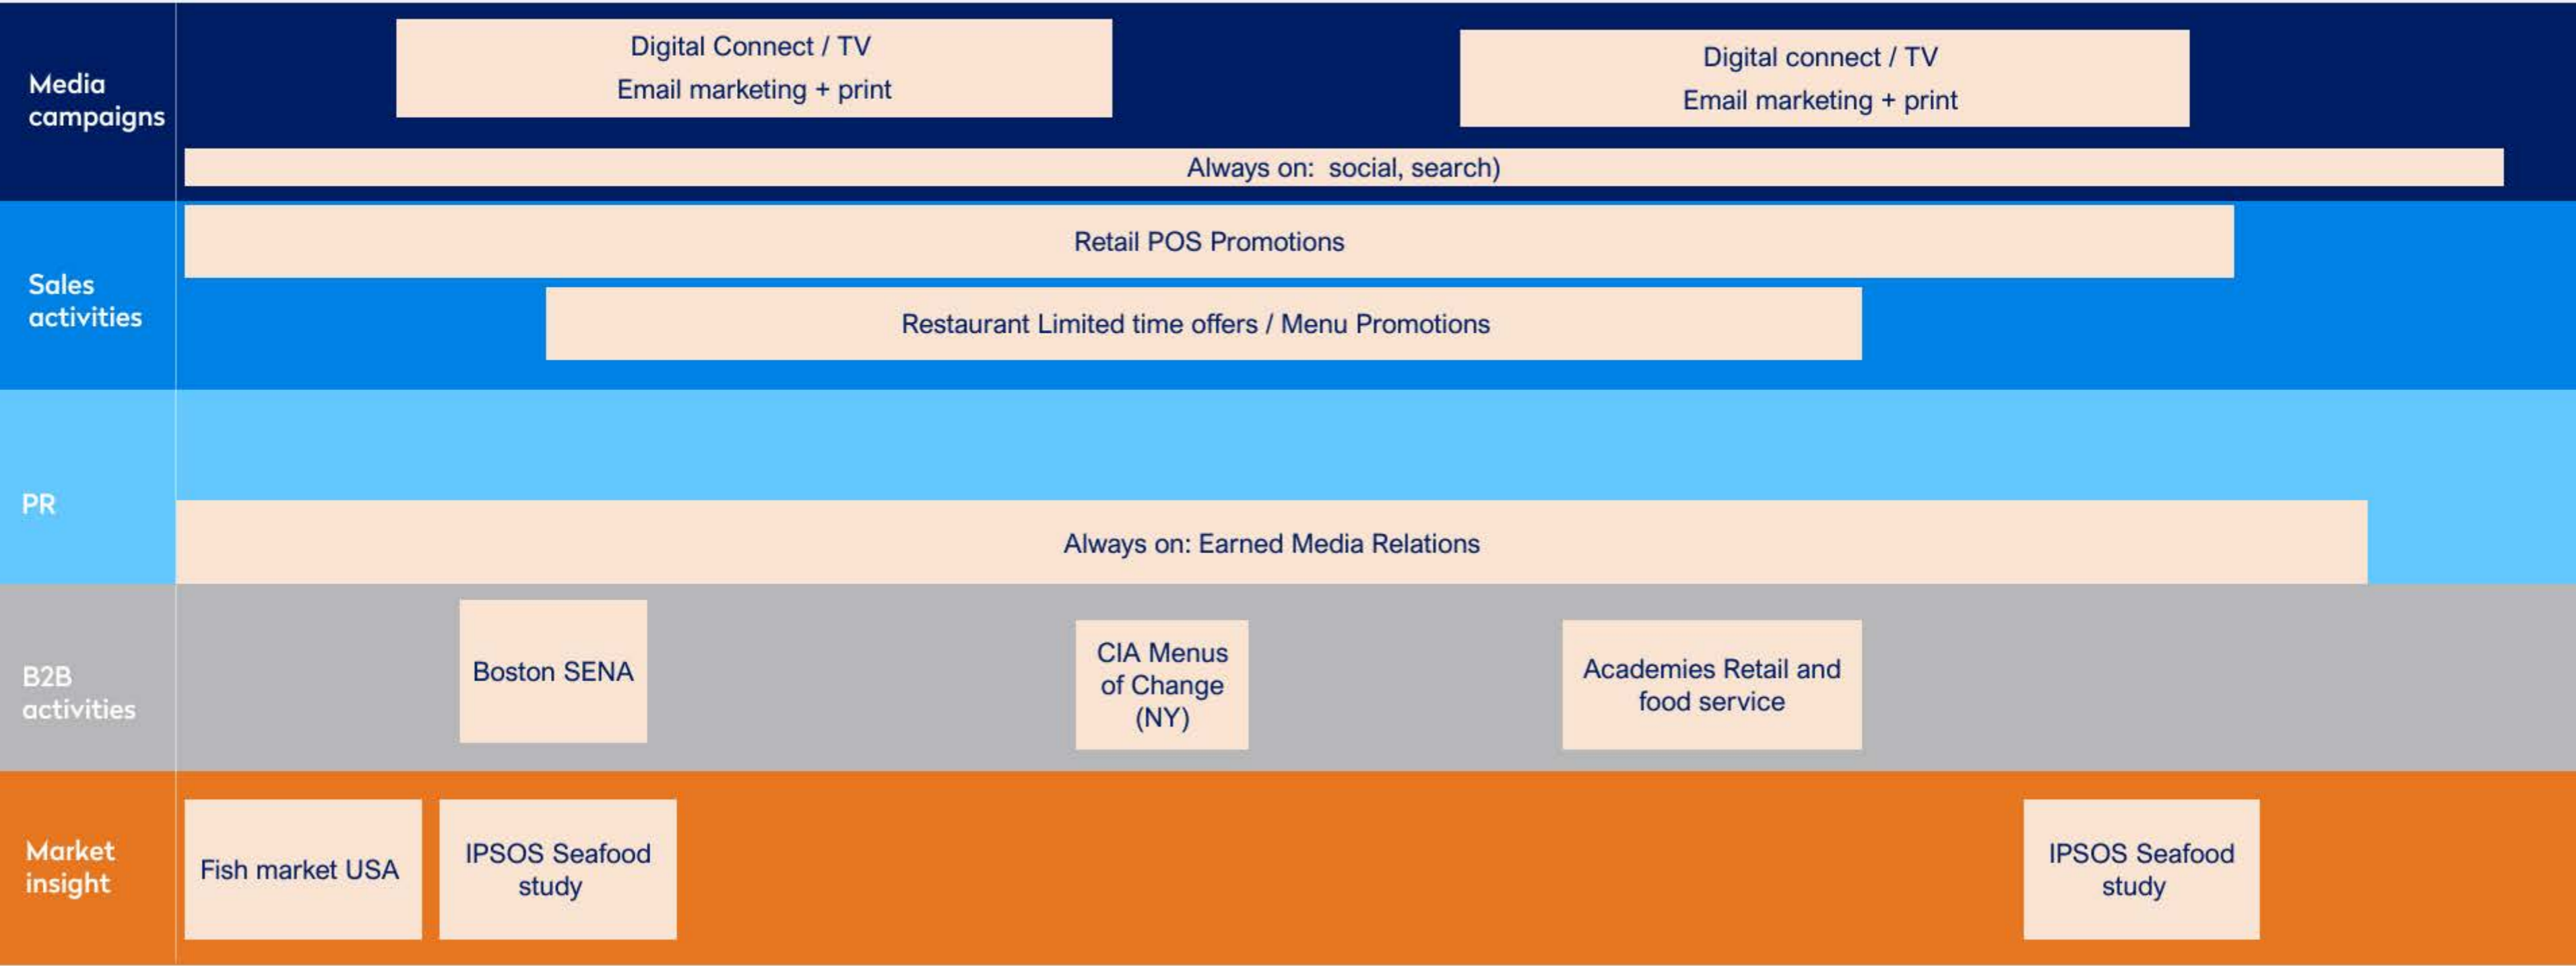 Media
campaigns
Digital Connect / TV
Email marketing + print
Digital connect / TV
Email marketing + print
Always on:  social, search)
Sales
activities
Retail POS Promotions
Restaurant Limited time offers / Menu Promotions
PR
Always on: Earned Media Relations
B2B
activities
Boston SENA
CIA Menus
of Change
(NY)
Academies Retail and
food service
Market
insight
Fish market USA
IPSOS Seafood
study
IPSOS Seafood
study